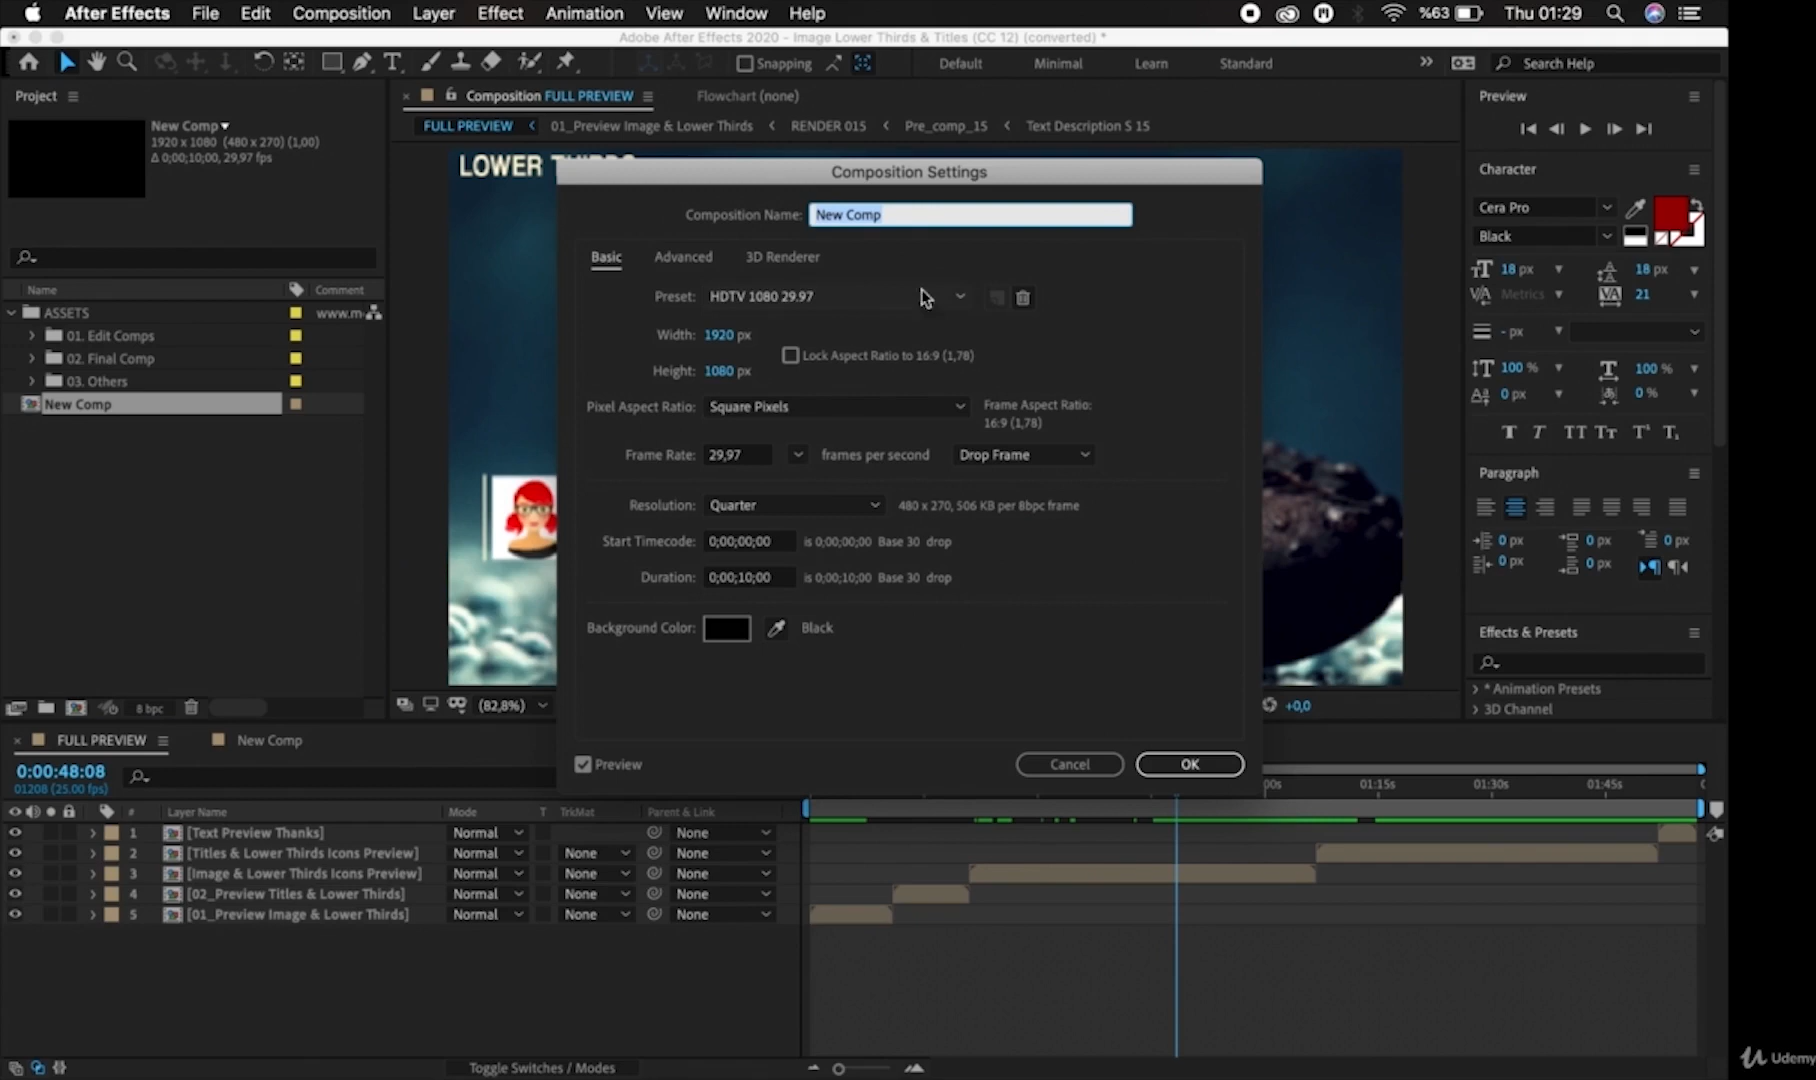 After Effects File Edit Composition Layer Effect Animation View Window Help %63 Thu 01:29
Adobe After Effects 2020 - Image Lower Thirds & Titles (CC 12) (converted) *
Snapping Default Minimal Learn Standard Search Help
Project
New Comp
1920 x 1080 (480 x 270) (1,00)
Δ 0;00;10;00, 29,97 fps
Name Comment
ASSETS www.m
01. Edit Comps
02. Final Comp
03. Others
New Comp
8 bpc
Composition FULL PREVIEW Flowchart (none)
FULL PREVIEW 01_Preview Image & Lower Thirds RENDER 015 Pre_comp_15 Text Description S 15
LOWER
Composition Settings
Composition Name: New Comp
Basic Advanced 3D Renderer
Preset: HDTV 1080 29.97
Width: 1920 px
Lock Aspect Ratio to 16:9 (1,78)
Height: 1080 px
Pixel Aspect Ratio: Square Pixels
Frame Aspect Ratio:
16:9 (1,78)
Frame Rate: 29,97 frames per second Drop Frame
Resolution: Quarter 480 x 270, 506 KB per 8bpc frame
Start Timecode: 0;00;00;00 is 0;00;00;00 Base 30 drop
Duration: 0;00;10;00 is 0;00;10;00 Base 30 drop
Background Color: Black
Preview Cancel OK
(82,8%) +0,0
Preview
Character
Cera Pro
Black
18 px 18 px
Metrics 21
- px
100 % 100 %
0 px 0 %
T T TT Tt T¹ T₁
Paragraph
0 px 0 px 0 px
0 px 0 px
Effects & Presets
* Animation Presets
3D Channel
FULL PREVIEW New Comp
0:00:48:08
01208 (25.00 fps)
00s 01:15s 01:30s 01:45s
# Layer Name Mode T TrkMat Parent & Link
1 [Text Preview Thanks] Normal None
2 [Titles & Lower Thirds Icons Preview] Normal None None
3 [Image & Lower Thirds Icons Preview] Normal None None
4 [02_Preview Titles & Lower Thirds] Normal None None
5 [01_Preview Image & Lower Thirds] Normal None None
Toggle Switches / Modes
Udemy